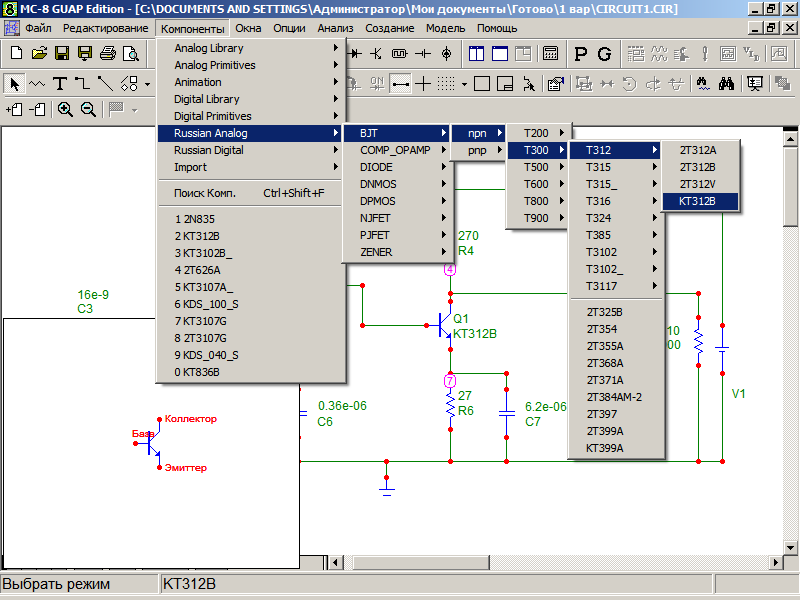 MC-8 GUAP Edition - [C:\DOCUMENTS AND SETTINGS\Администратор\Мои документы\Готово\1 вар\CIRCUIT1.CIR]
Файл Редактирование Компоненты Окна Опции Анализ Создание Модель Помощь
Analog Library
Analog Primitives
Animation
Digital Library
Digital Primitives
Russian Analog
Russian Digital
Import
Поиск Комп. Ctrl+Shift+F
1 2N835
2 KT312B
3 KT3102B_
4 2T626A
5 KT3107A_
6 KDS_100_S
7 KT3107G
8 2T3107G
9 KDS_040_S
0 KT836B
BJT
COMP_OPAMP
DIODE
DNMOS
DPMOS
NJFET
PJFET
ZENER
npn
pnp
T200
T300
T500
T600
T800
T900
T312
T315
T315_
T316
T324
T385
T3102
T3102_
T3117
2T325B
2T354
2T355A
2T368A
2T371A
2T384AM-2
2T397
2T399A
KT399A
2T312A
2T312B
2T312V
KT312B
16e-9
C3
270
R4
4
Q1
KT312B
7
27
R6
0.36e-06
C6
6.2e-06
C7
10
00
V1
Коллектор
База
Эмиттер
Выбрать режим
KT312B